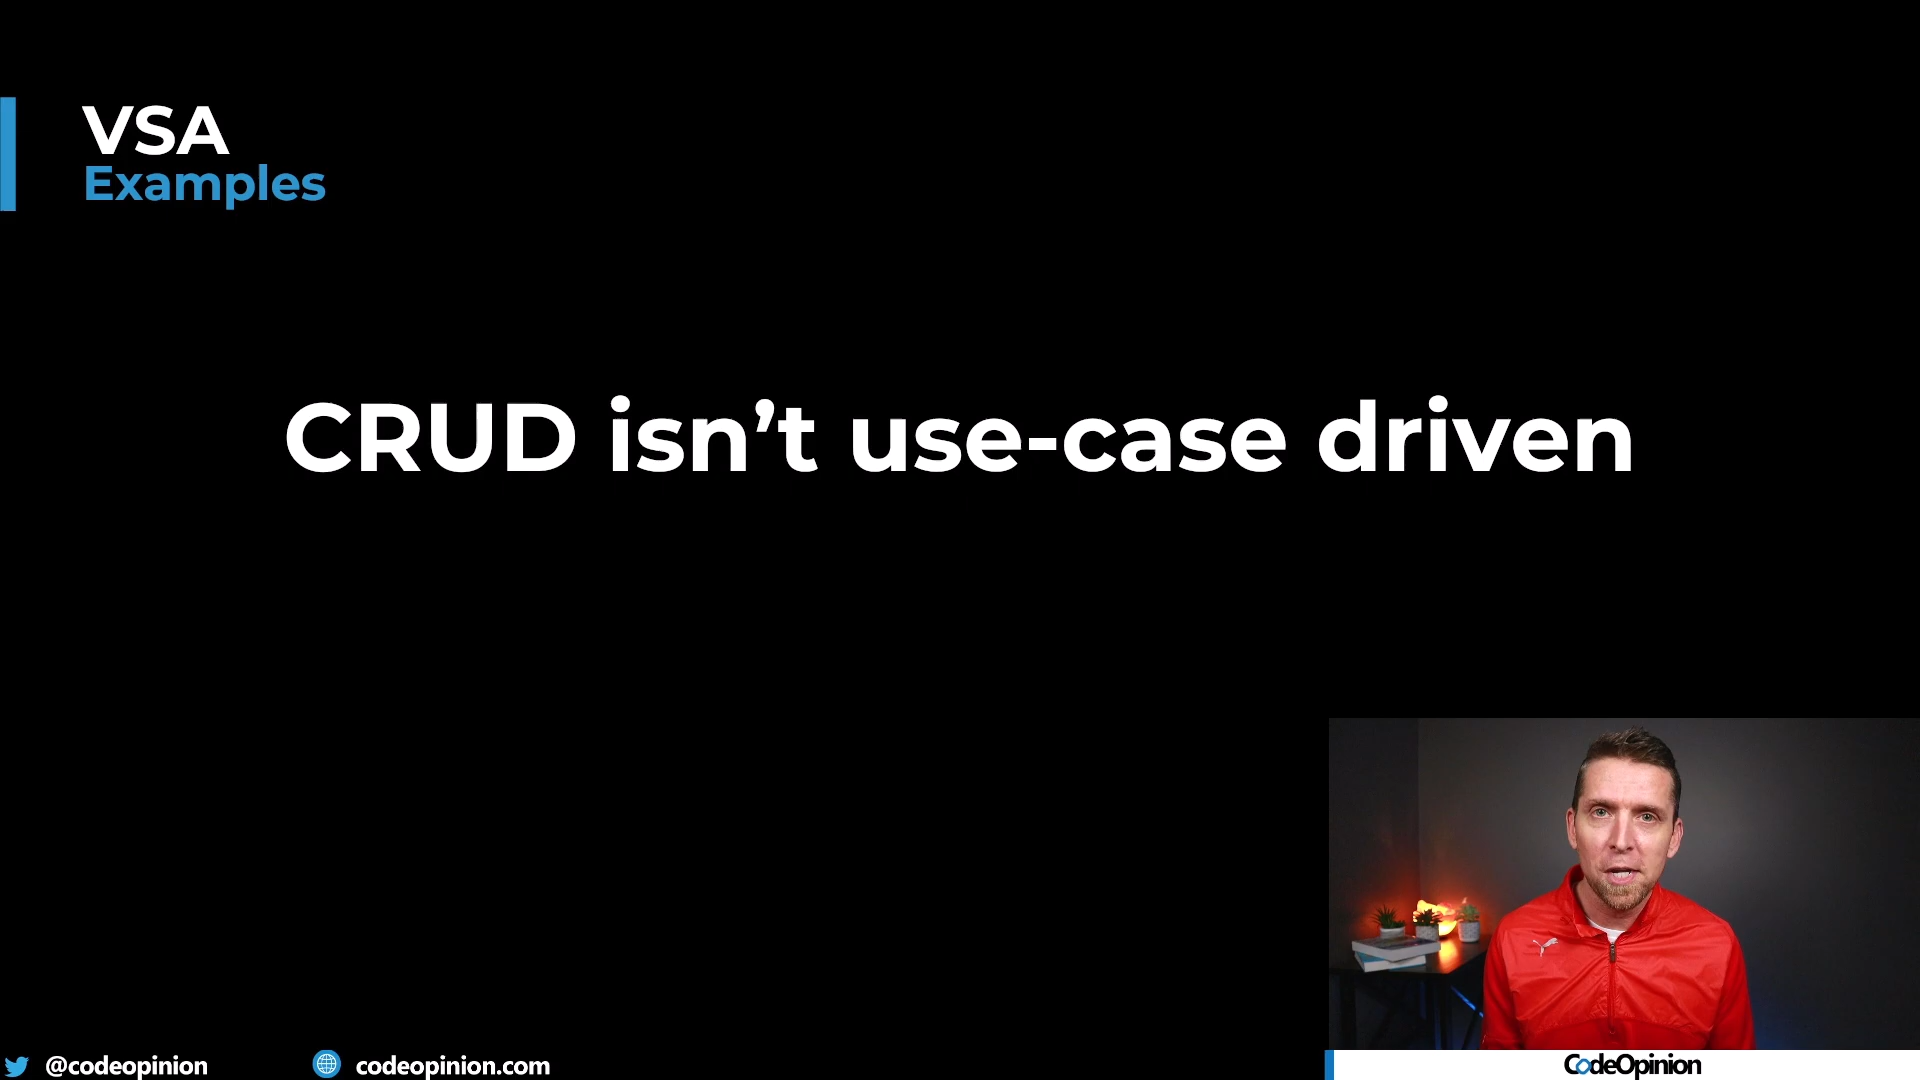 VSA
Examples
CRUD isn’t use-case driven
@codeopinion
codeopinion.com
CodeOpinion